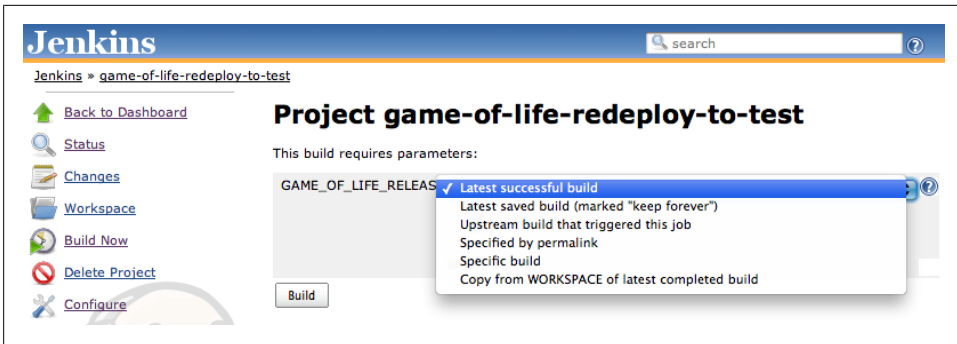 Jenkins
search
Jenkins » game-of-life-redeploy-to-test
Back to Dashboard
Status
Changes
Workspace
Build Now
Delete Project
Configure
Project game-of-life-redeploy-to-test
This build requires parameters:
GAME_OF_LIFE_RELEAS
✓ Latest successful build
Latest saved build (marked "keep forever")
Upstream build that triggered this job
Specified by permalink
Specific build
Copy from WORKSPACE of latest completed build
Build